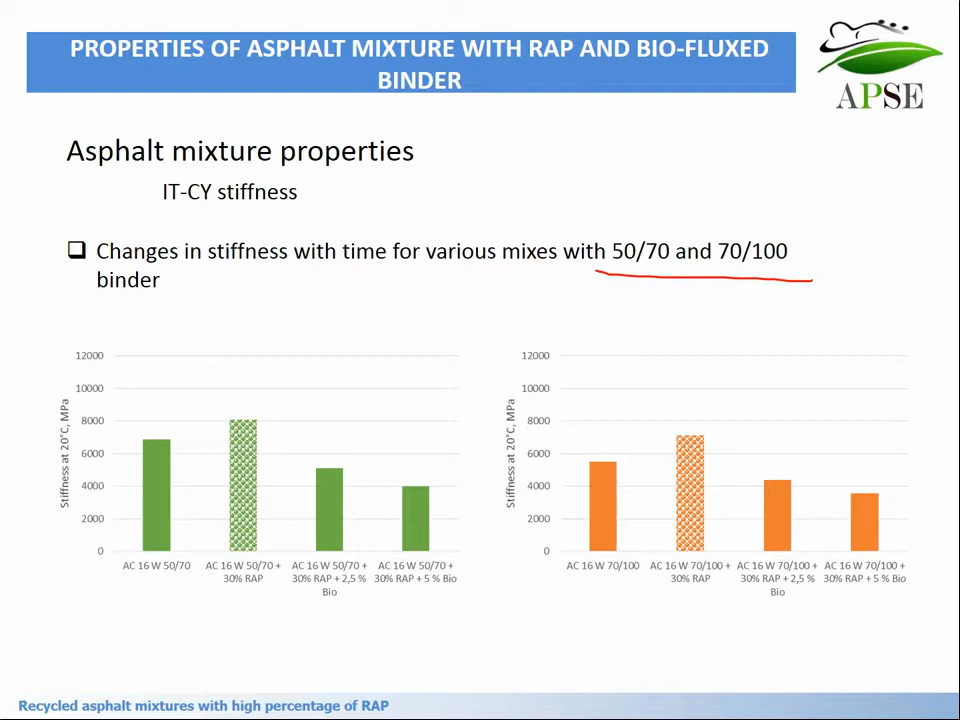 PROPERTIES OF ASPHALT MIXTURE WITH RAP AND BIO-FLUXED
BINDER
APSE
Asphalt mixture properties
IT-CY stiffness
Changes in stiffness with time for various mixes with 50/70 and 70/100
binder
Stiffness at 20°C, MPa
12000
10000
8000
6000
4000
2000
0
AC 16 W 50/70
AC 16 W 50/70 +
30% RAP
AC 16 W 50/70 +
30% RAP + 2,5 %
Bio
AC 16 W 50/70 +
30% RAP + 5 % Bio
Stiffness at 20°C, MPa
12000
10000
8000
6000
4000
2000
0
AC 16 W 70/100
AC 16 W 70/100 +
30% RAP
AC 16 W 70/100 +
30% RAP + 2,5 %
Bio
AC 16 W 70/100 +
30% RAP + 5 % Bio
Recycled asphalt mixtures with high percentage of RAP